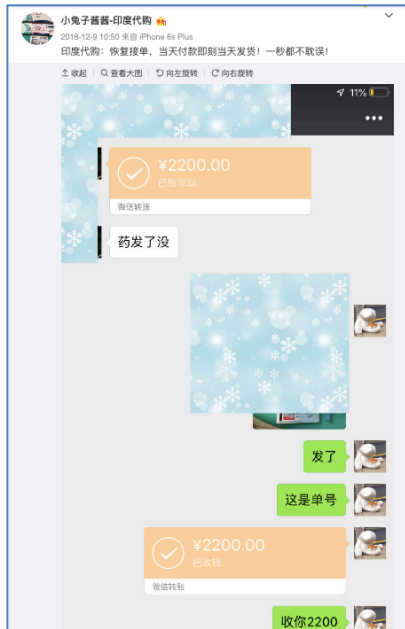 小兔子酱酱-印度代购
2018-12-9 10:50 来自 iPhone 6s Plus
印度代购：恢复接单，当天付款即刻当天发货！一秒都不耽误！
收起 查看大图 向左旋转 向右旋转
11%
¥2200.00
已被领取
微信转账
药发了没
发了
这是单号
¥2200.00
已收钱
微信转账
收你2200